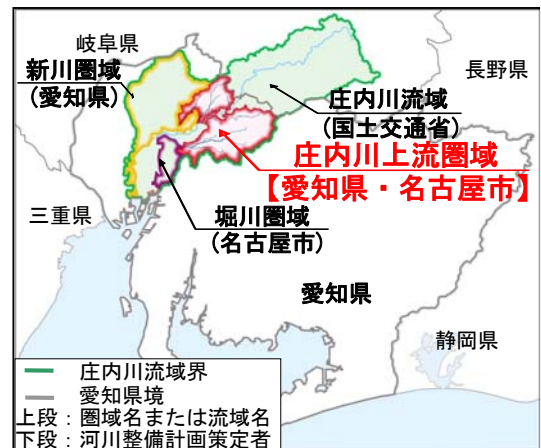 岐阜県
新川圏域
(愛知県)
長野県
庄内川流域
(国土交通省)
庄内川上流圏域
【愛知県・名古屋市】
三重県
堀川圏域
(名古屋市)
愛知県
静岡県
庄内川流域界
愛知県境
上段：圏域名または流域名
下段：河川整備計画策定者